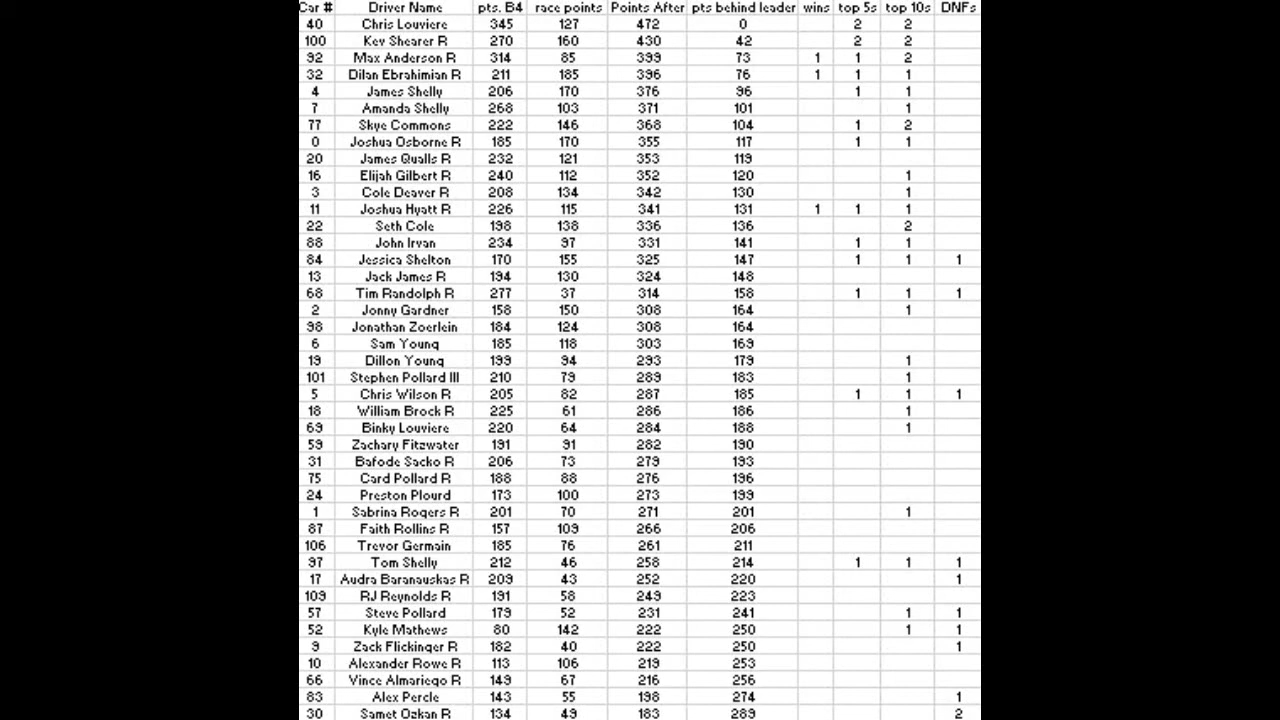 Car # Driver Name pts. B4 race points Points After pts behind leader wins top 5s top 10s DNFs
40 Chris Louviere 345 127 472 0 2 2
100 Kev Shearer R 270 160 430 42 2 2
92 Max Anderson R 314 85 399 73 1 1 2
32 Dilan Ebrahimian R 211 185 396 76 1 1 1
4 James Shelly 206 170 376 96 1 1
7 Amanda Shelly 268 103 371 101 1
77 Skye Commons 222 146 368 104 1 2
0 Joshua Osborne R 185 170 355 117 1 1
20 James Qualls R 232 121 353 119
16 Elijah Gilbert R 240 112 352 120 1
3 Cole Deaver R 208 134 342 130 1
11 Joshua Hyatt R 226 115 341 131 1 1 1
22 Seth Cole 198 138 336 136 2
88 John Irvan 234 97 331 141 1 1
84 Jessica Shelton 170 155 325 147 1 1 1
13 Jack James R 194 130 324 148
68 Tim Randolph R 277 37 314 158 1 1 1
2 Jonny Gardner 158 150 308 164 1
98 Jonathan Zoerlein 184 124 308 164
6 Sam Young 185 118 303 169
19 Dillon Young 199 94 293 179 1
101 Stephen Pollard III 210 79 289 183 1
5 Chris Wilson R 205 82 287 185 1 1 1
18 William Brock R 225 61 286 186 1
69 Binky Louviere 220 64 284 188 1
59 Zachary Fitzwater 191 91 282 190
31 Bafode Sacko R 206 73 279 193
75 Card Pollard R 188 88 276 196
24 Preston Plourd 173 100 273 199
1 Sabrina Rogers R 201 70 271 201 1
87 Faith Rollins R 157 109 266 206
106 Trevor Germain 185 76 261 211
97 Tom Shelly 212 46 258 214 1 1 1
17 Audra Baranauskas R 209 43 252 220 1
109 RJ Reynolds R 191 58 249 223
57 Steve Pollard 179 52 231 241 1 1
52 Kyle Mathews 80 142 222 250 1 1
9 Zack Flickinger R 182 40 222 250 1
10 Alexander Rowe R 113 106 219 253
66 Vince Almariego R 149 67 216 256
83 Alex Percle 143 55 198 274 1
30 Samet Ozkan R 134 49 183 289 2